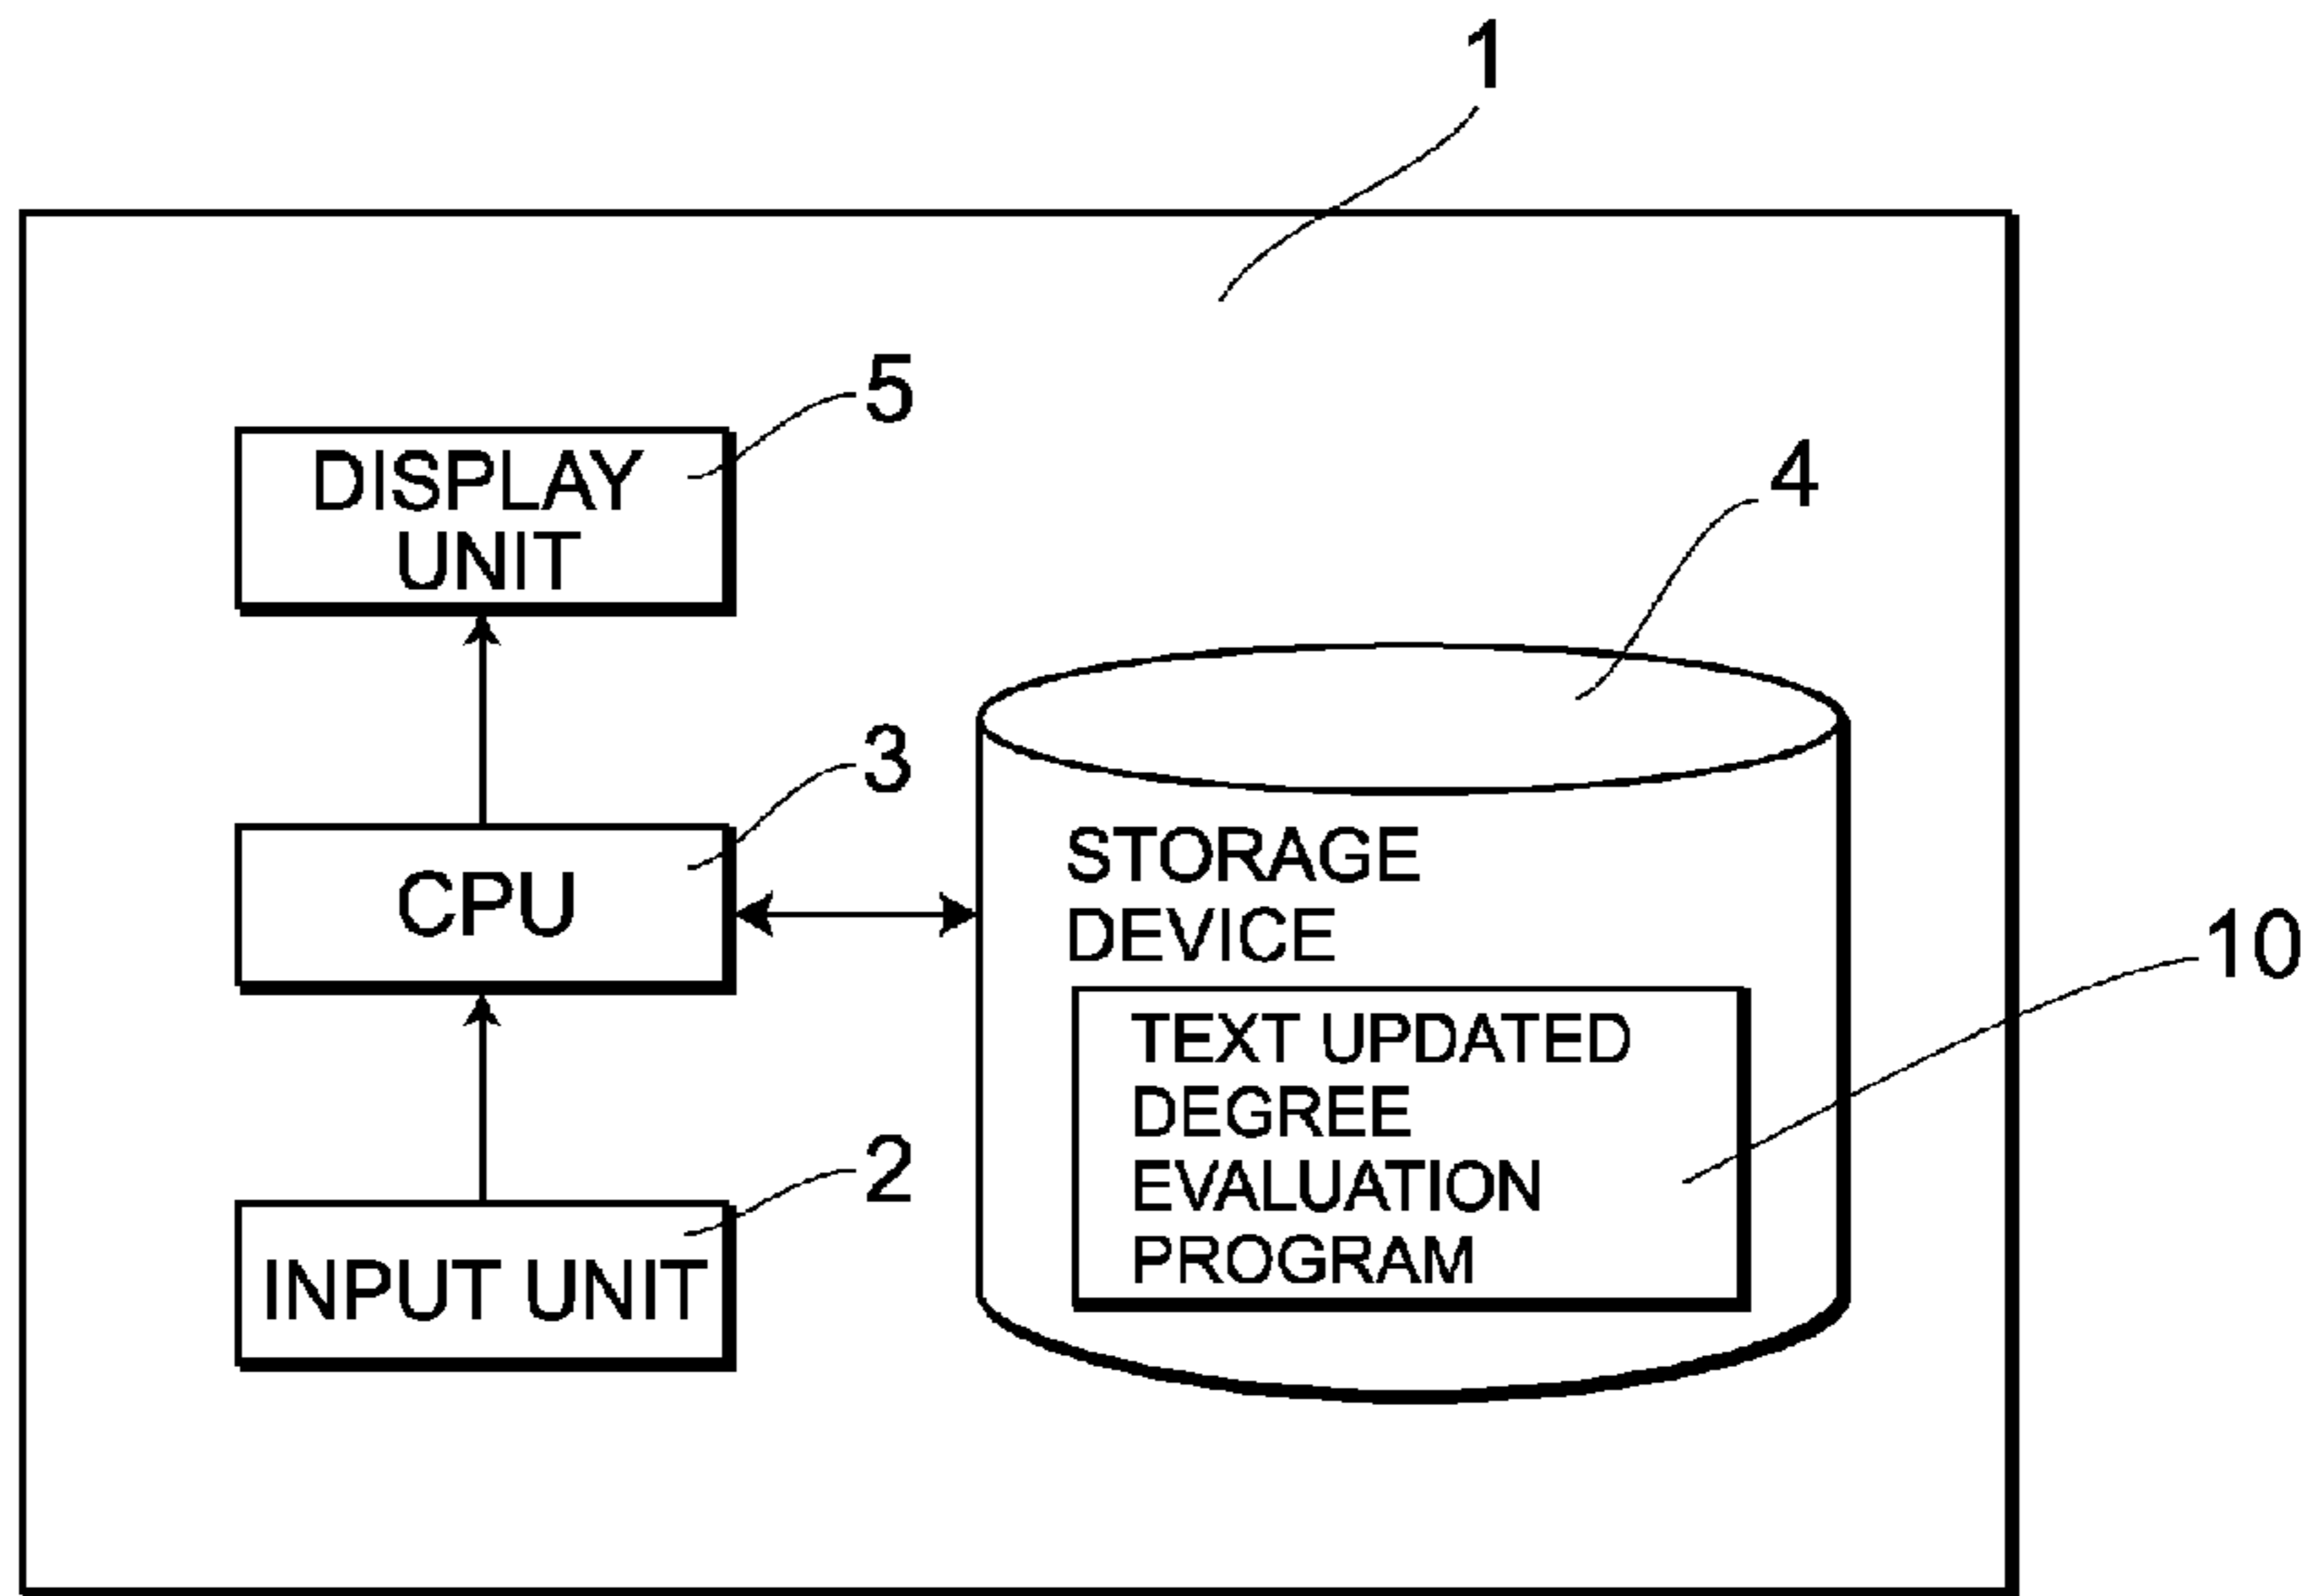 1
5
DISPLAY
UNIT
4
3
CPU
STORAGE
DEVICE
10
TEXT UPDATED
DEGREE
EVALUATION
PROGRAM
2
INPUT UNIT